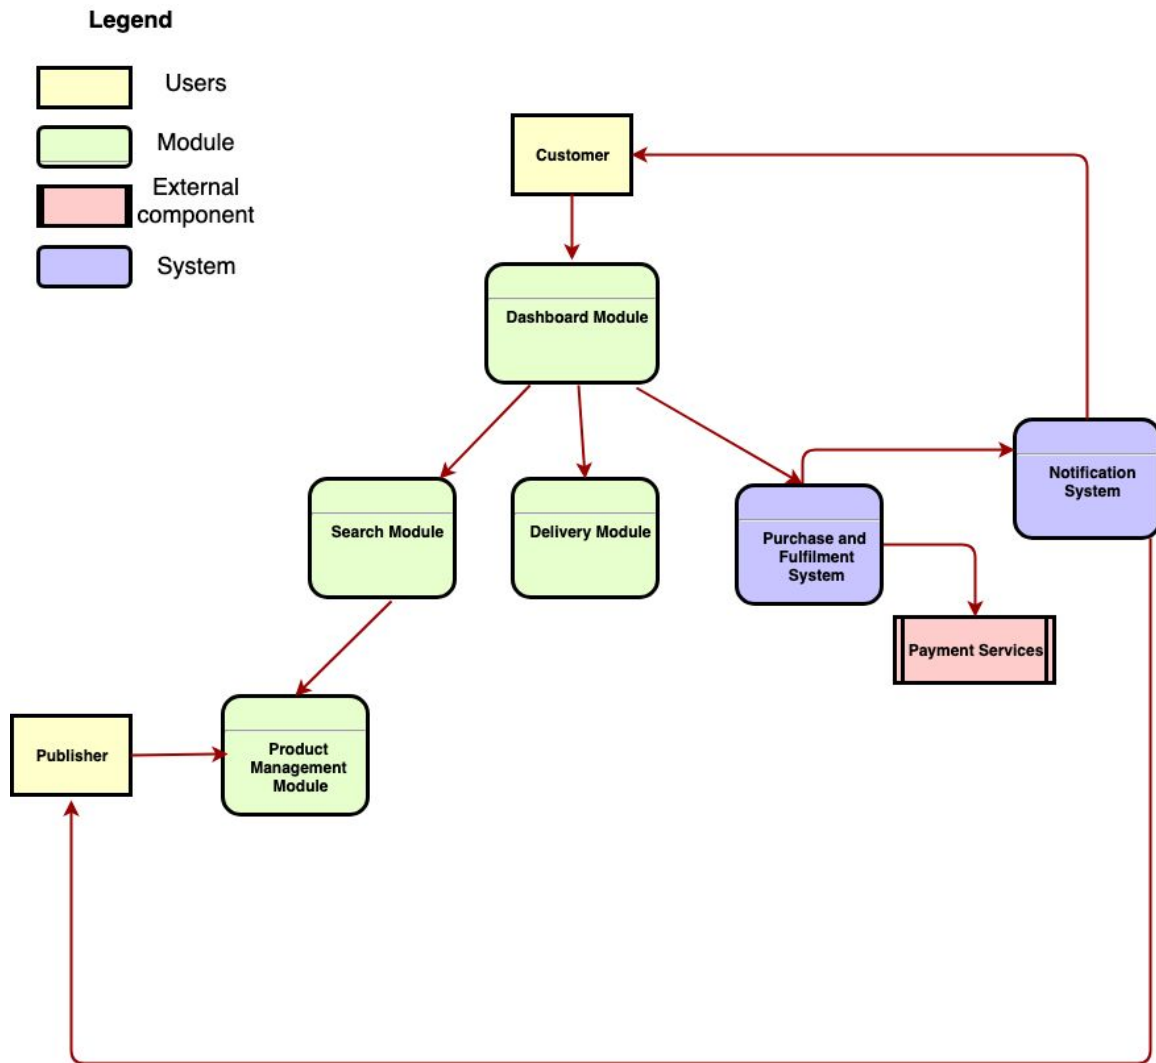 Legend
Users
Module
External
component
System
Customer
Dashboard Module
Search Module
Delivery Module
Purchase and
Fulfilment
System
Notification
System
Payment Services
Publisher
Product
Management
Module